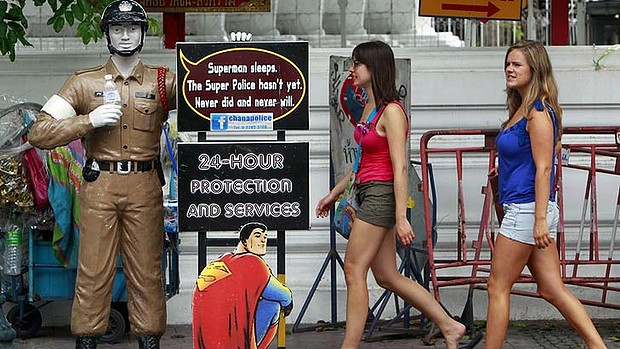 Superman sleeps.
The Super Police
hasn't yet.
Never did and never
will.
f chanapolice
24-HOUR
PROTECTION
AND SERVICES